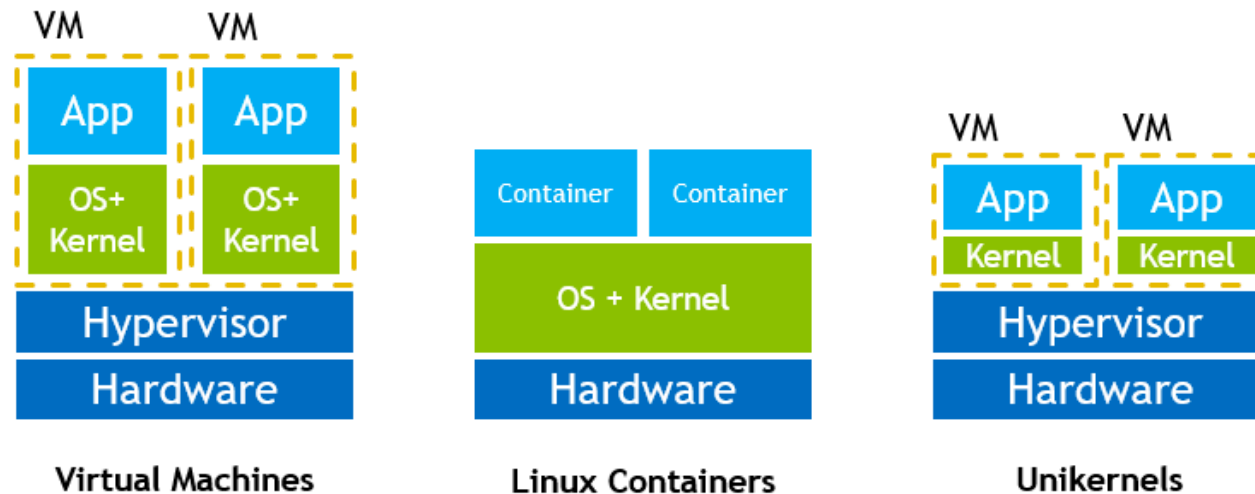 VM
VM
App
App
OS+
Kernel
OS+
Kernel
Hypervisor
Hardware
Virtual Machines
Container
Container
OS + Kernel
Hardware
Linux Containers
VM
VM
App
App
Kernel
Kernel
Hypervisor
Hardware
Unikernels